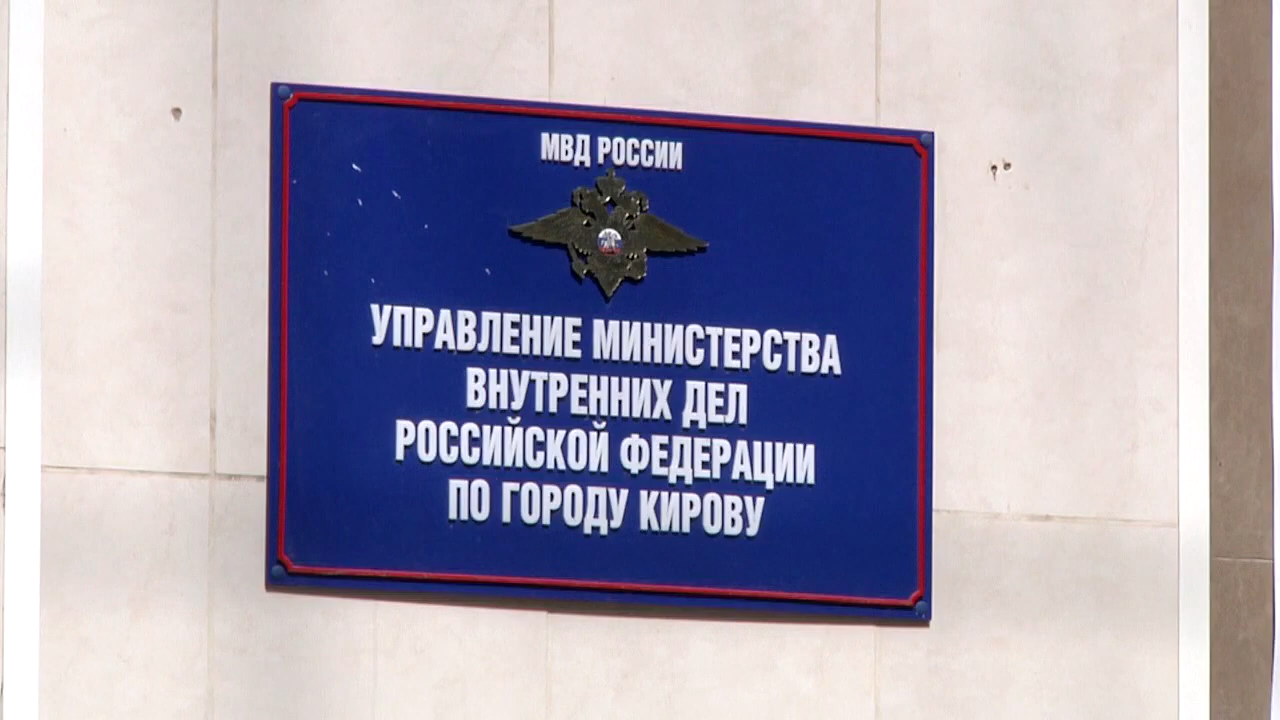 МВД РОССИИ
УПРАВЛЕНИЕ МИНИСТЕРСТВА
ВНУТРЕННИХ ДЕЛ
РОССИЙСКОЙ ФЕДЕРАЦИИ
ПО ГОРОДУ КИРОВУ